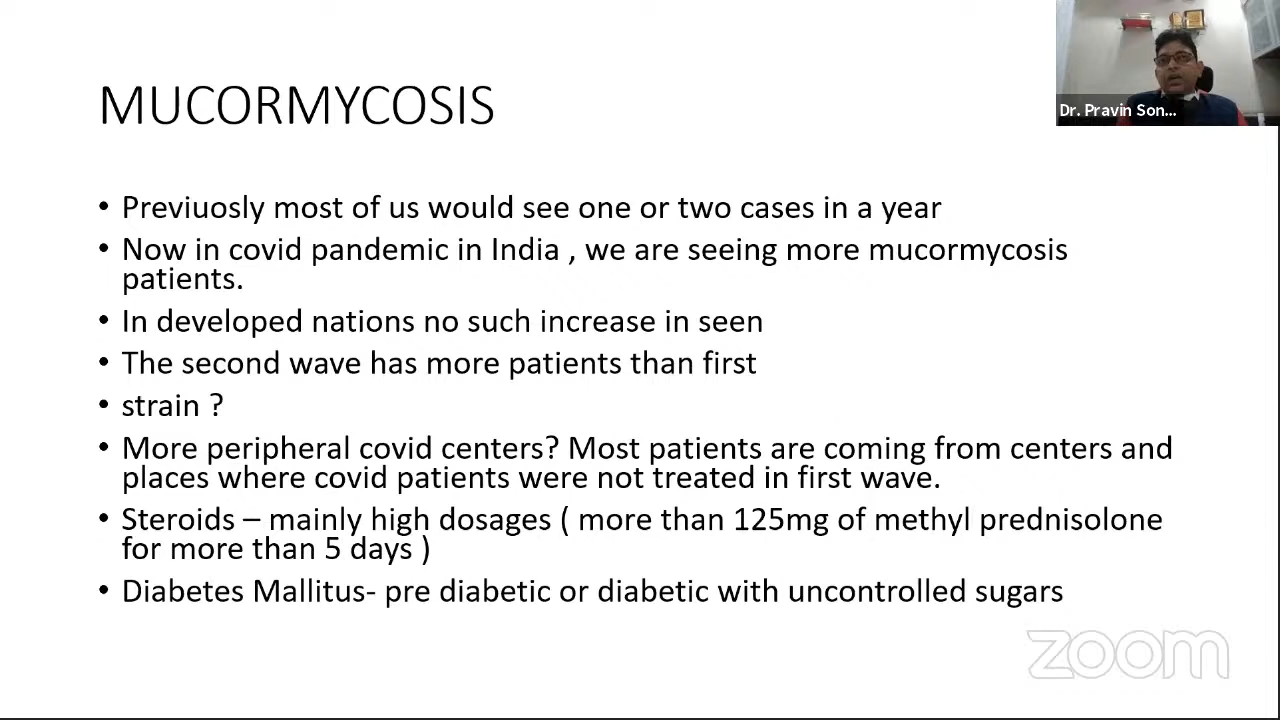 MUCORMYCOSIS
Dr. Pravin Son...
• Previuosly most of us would see one or two cases in a year
• Now in covid pandemic in India , we are seeing more mucormycosis
patients.
• In developed nations no such increase in seen
• The second wave has more patients than first
• strain ?
• More peripheral covid centers? Most patients are coming from centers and
places where covid patients were not treated in first wave.
• Steroids – mainly high dosages ( more than 125mg of methyl prednisolone
for more than 5 days )
• Diabetes Mallitus- pre diabetic or diabetic with uncontrolled sugars
zoom